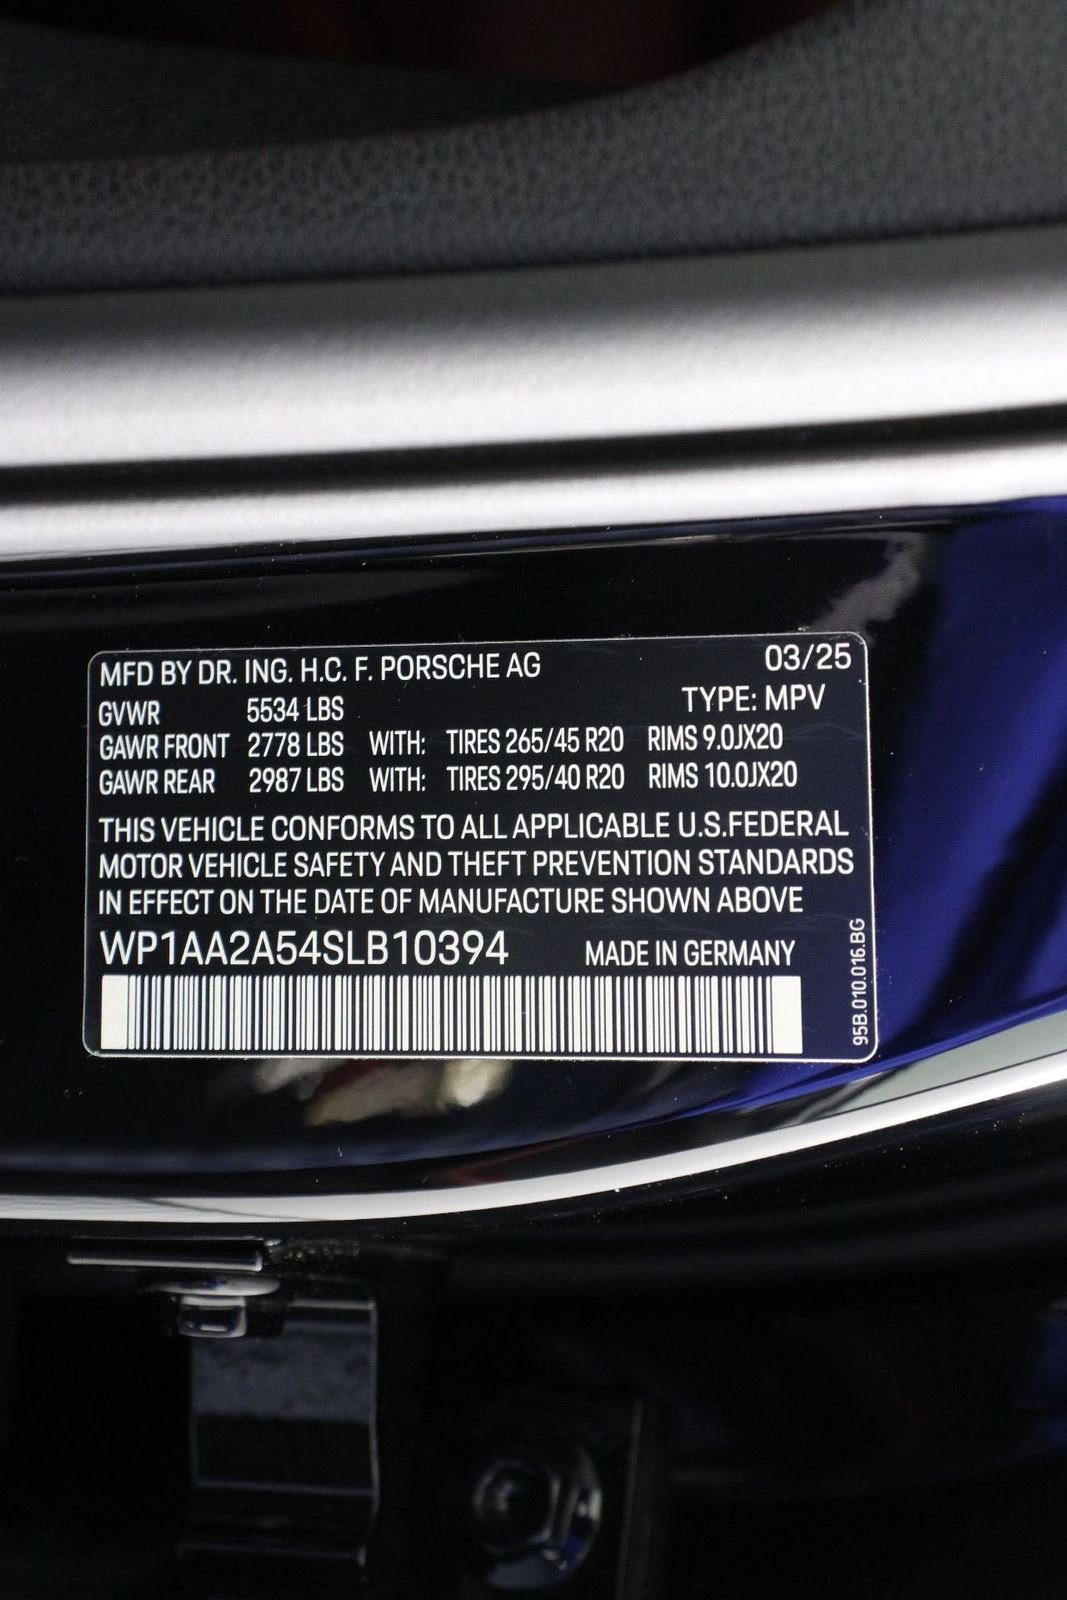 MFD BY DR. ING. H.C. F. PORSCHE AG 03/25
GVWR 5534 LBS TYPE: MPV
GAWR FRONT 2778 LBS WITH: TIRES 265/45 R20 RIMS 9.0JX20
GAWR REAR 2987 LBS WITH: TIRES 295/40 R20 RIMS 10.0JX20
THIS VEHICLE CONFORMS TO ALL APPLICABLE U.S.FEDERAL
MOTOR VEHICLE SAFETY AND THEFT PREVENTION STANDARDS
IN EFFECT ON THE DATE OF MANUFACTURE SHOWN ABOVE
WP1AA2A54SLB10394 MADE IN GERMANY
95B.010.016.BG